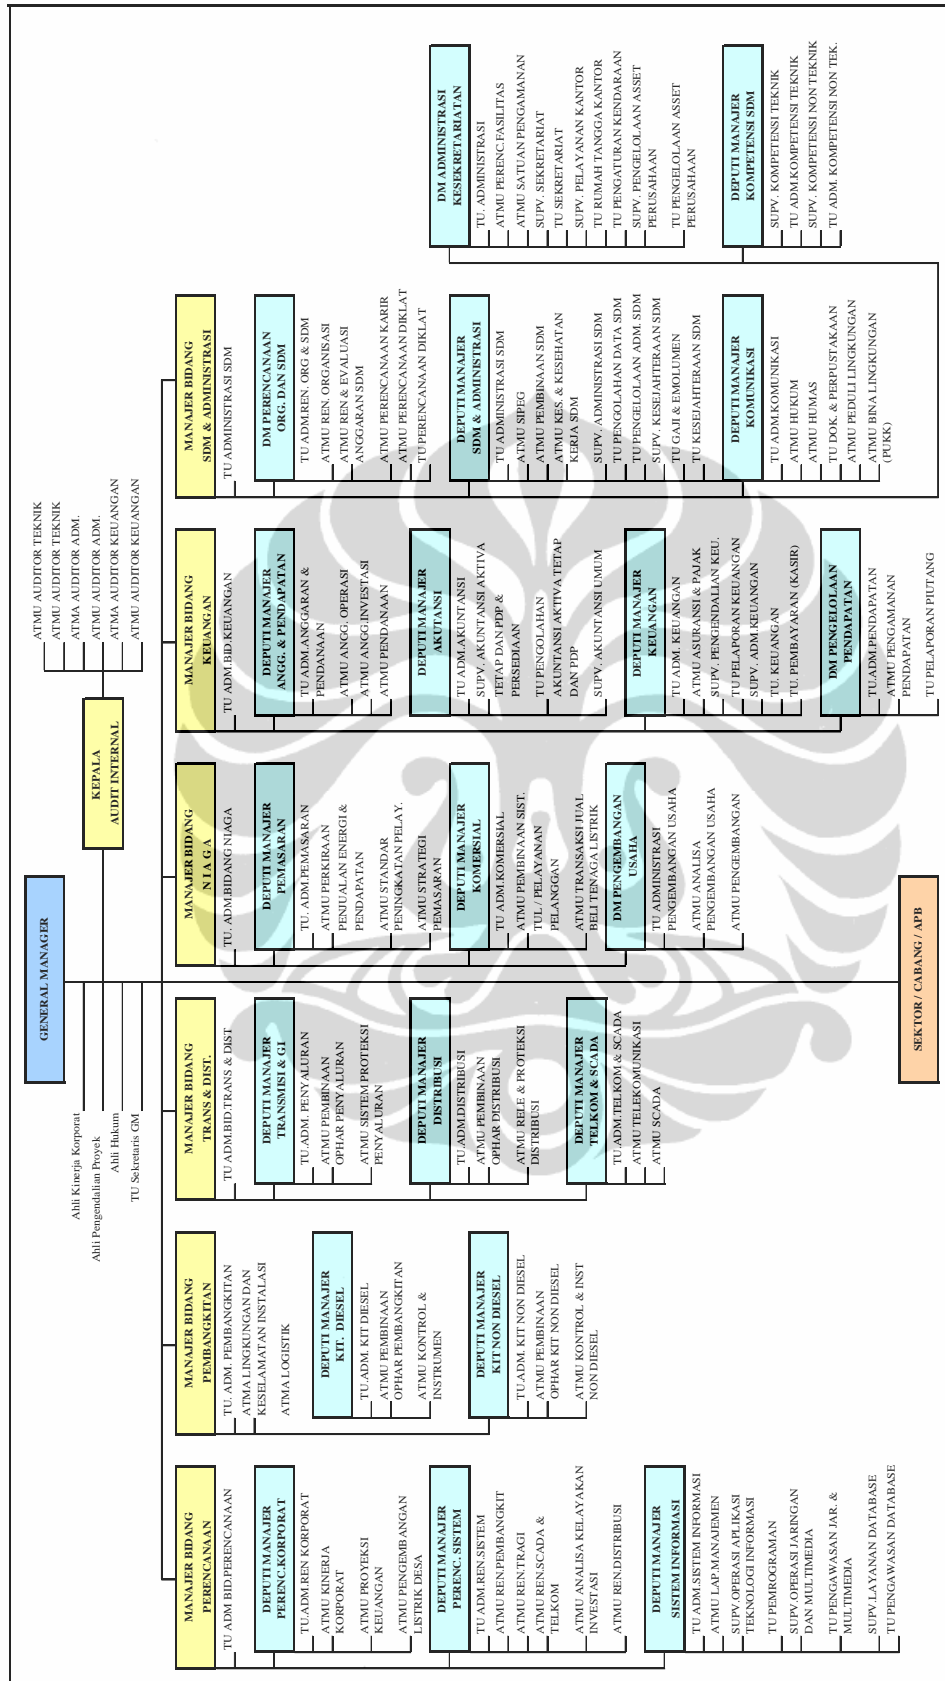 GENERAL MANAGER
Ahli Kinerja Korporat
Ahli Pengendalian Proyek
Ahli Hukum
TU Sekretaris GM
KEPALA
AUDIT INTERNAL
ATMU AUDITOR TEKNIK
ATMU AUDITOR TEKNIK
ATMA AUDITOR ADM.
ATMU AUDITOR ADM.
ATMA AUDITOR KEUANGAN
ATMU AUDITOR KEUANGAN
MANAJER BIDANG
PERENCANAAN
TU ADM BID.PERENCANAAN
DEPUTI MANAJER
PERENC.KORPORAT
TU.ADM.REN KORPORAT
ATMU KINERJA
KORPORAT
ATMU PROYEKSI
KEUANGAN
ATMU PENGEMBANGAN
LISTRIK DESA
DEPUTI MANAJER
PERENC. SISTEM
TU ADM.REN.SISTEM
ATMU REN.PEMBANGKIT
ATMU REN.TRAGI
ATMU REN.SCADA &
TELKOM
ATMU ANALISA KELAYAKAN
INVESTASI
ATMU REN.DISTRIBUSI
DEPUTI MANAJER
SISTEM INFORMASI
TU ADM.SISTEM INFORMASI
ATMU LAP.MANAJEMEN
SUPV.OPERASI APLIKASI
TEKNOLOGI INFORMASI
TU PEMROGRAMAN
SUPV.OPERASI JARINGAN
DAN MULTIMEDIA
TU PENGAWASAN JAR. &
MULTIMEDIA
SUPV.LAYANAN DATABASE
TU PENGAWASAN DATABASE
MANAJER BIDANG
PEMBANGKITAN
TU. ADM. PEMBANGKITAN
ATMA LINGKUNGAN DAN
KESELAMATAN INSTALASI
ATMA LOGISTIK
DEPUTI MANAJER
KIT. DIESEL
TU.ADM. KIT DIESEL
ATMU PEMBINAAN
OPHAR PEMBANGKITAN
ATMU KONTROL &
INSTRUMEN
DEPUTI MANAJER
KIT NON DIESEL
TU.ADM. KIT NON DIESEL
ATMU PEMBINAAN
OPHAR KIT NON DIESEL
ATMU KONTROL & INST
NON DIESEL
MANAJER BIDANG
TRANS & DIST.
TU ADM.BID.TRANS & DIST
DEPUTI MANAJER
TRANSMISI & GI
TU.ADM. PENYALURAN
ATMU PEMBINAAN
OPHAR PENYALURAN
ATMU SISTEM PROTEKSI
PENYALURAN
DEPUTI MANAJER
DISTRIBUSI
TU.ADM.DISTRIBUSI
ATMU PEMBINAAN
OPHAR DISTRIBUSI
ATMU RELE & PROTEKSI
DISTRIBUSI
DEPUTI MANAJER
TELKOM & SCADA
TU.ADM.TELKOM & SCADA
ATMU TELEKOMUNIKASI
ATMU SCADA
MANAJER BIDANG
N I A G A
TU. ADM.BIDANG NIAGA
DEPUTI MANAJER
PEMASARAN
TU. ADM.PEMASARAN
ATMU PERKIRAAN
PENJUALAN ENERGI &
PENDAPATAN
ATMU STANDAR
PENINGKATAN PELAY.
ATMU STRATEGI
PEMASARAN
DEPUTI MANAJER
KOMERSIAL
TU ADM.KOMERSIAL
ATMU PEMBINAAN SIST.
TUL / PELAYANAN
PELANGGAN
ATMU TRANSAKSI JUAL
BELI TENAGA LISTRIK
DM PENGEMBANGAN
USAHA
TU ADMINISTRASI
PENGEMBANGAN USAHA
ATMU ANALISA
PENGEMBANGAN USAHA
ATMU PENGEMBANGAN
MANAJER BIDANG
KEUANGAN
TU ADM.BID.KEUANGAN
DEPUTI MANAJER
ANGG. & PENDAPATAN
TU ADM.ANGGARAN &
PENDANAAN
ATMU ANGG. OPERASI
ATMU ANGG.INVESTASI
ATMU PENDANAAN
DEPUTI MANAJER
AKUTANSI
TU ADM.AKUNTANSI
SUPV. AKUNTANSI AKTIVA
TETAP DAN.PDP &
PERSEDIAAN
TU PENGOLAHAN
AKUNTANSI AKTIVA TETAP
DAN PDP
SUPV. AKUNTANSI UMUM
DEPUTI MANAJER
KEUANGAN
TU ADM. KEUANGAN
ATMU ASURANSI & PAJAK
SUPV. PENGENDALIAN KEU.
TU PELAPORAN KEUANGAN
SUPV. ADM.KEUANGAN
TU. KEUANGAN
TU. PEMBAYARAN (KASIR)
DM PENGELOLAAN
PENDAPATAN
TU.ADM.PENDAPATAN
ATMU PENGAMANAN
PENDAPATAN
TU PELAPORAN PIUTANG
MANAJER BIDANG
SDM & ADMINISTRASI
TU ADMINISTRASI SDM
DM PERENCANAAN
ORG. DAN SDM
TU ADM.REN. ORG & SDM
ATMU REN. ORGANISASI
ATMU REN & EVALUASI
ANGGARAN SDM
ATMU PERENCANAAN KARIR
ATMU PERENCANAAN DIKLAT
TU PERENCANAAN DIKLAT
DEPUTI MANAJER
SDM & ADMINISTRASI
TU ADMINISTRASI SDM
ATMU SIPEG
ATMU PEMBINAAN SDM
ATMU KES. & KESEHATAN
KERJA SDM
SUPV. ADMINISTRASI SDM
TU PENGOLAHAN DATA SDM
TU PENGELOLAAN ADM. SDM
SUPV. KESEJAHTERAAN SDM
TU GAJI & EMOLUMEN
TU KESEJAHTERAAN SDM
DEPUTI MANAJER
KOMUNIKASI
TU ADM.KOMUNIKASI
ATMU HUKUM
ATMU HUMAS
TU DOK. & PERPUSTAKAAN
ATMU PEDULI LINGKUNGAN
ATMU BINA LINGKUNGAN
(PUKK)
DM ADMINISTRASI
KESEKRETARIATAN
TU. ADMINISTRASI
ATMU PERENC.FASILITAS
ATMU SATUAN PENGAMANAN
SUPV. SEKRETARIAT
TU SEKRETARIAT
SUPV. PELAYANAN KANTOR
TU RUMAH TANGGA KANTOR
TU PENGATURAN KENDARAAN
SUPV. PENGELOLAAN ASSET
PERUSAHAAN
TU PENGELOLAAN ASSET
PERUSAHAAN
DEPUTI MANAJER
KOMPETENSI SDM
SUPV. KOMPETENSI TEKNIK
TU ADM.KOMPETENSI TEKNIK
SUPV. KOMPETENSI NON TEKNIK
TU ADM. KOMPETENSI NON TEK.
SEKTOR / CABANG / APB